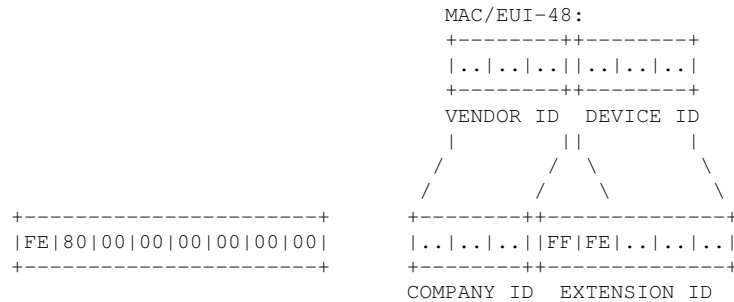 MAC/EUI-48:
                                   +--------++--------+
                                   |..|..|..||..|..|..|
                                   +--------++--------+
                                   VENDOR ID  DEVICE ID
                                   |        ||        |
                                  /        /  \        \
                                 /        /    \        \
+-----------------------+       +--------++--------------+
|FE|80|00|00|00|00|00|00|       |..|..|..||FF|FE|..|..|..|
+-----------------------+       +--------++--------------+
                                COMPANY ID  EXTENSION ID